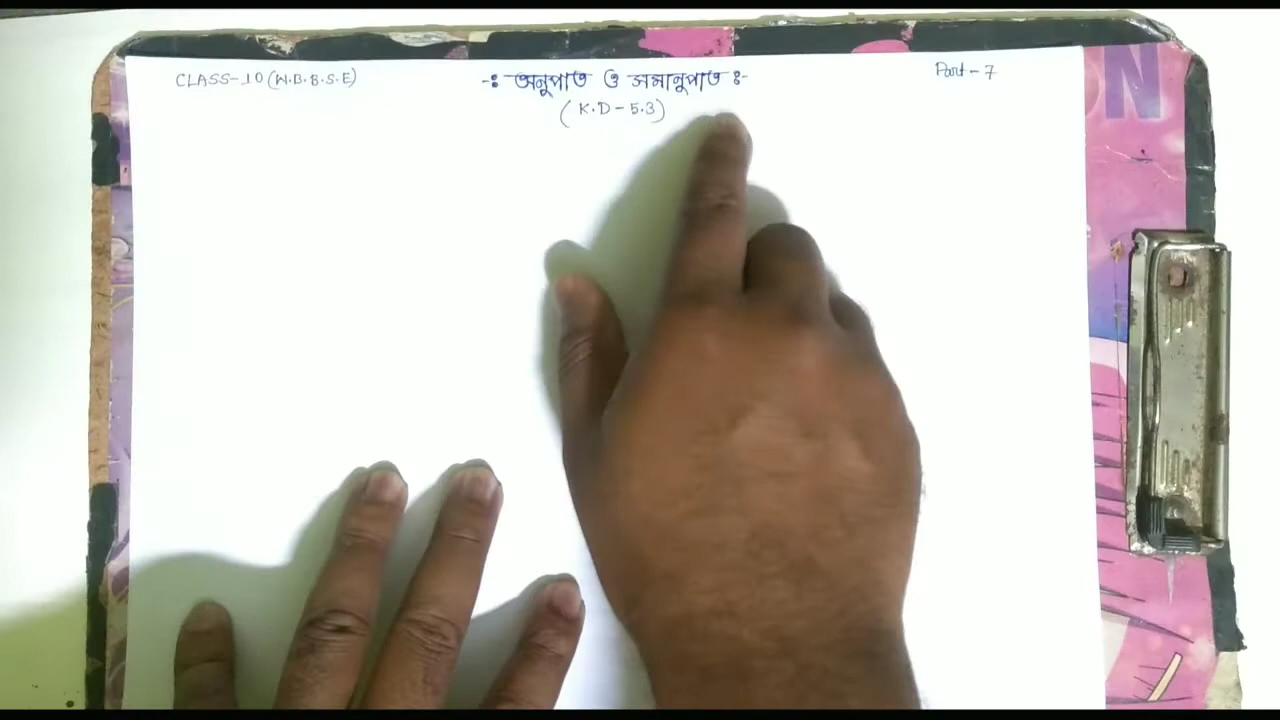 CLASS-10 (W.B.B.S.E) -ঃ অনুপাত ও সমানুপাত ঃ- Part - 7
(K.D - 5.3)
N